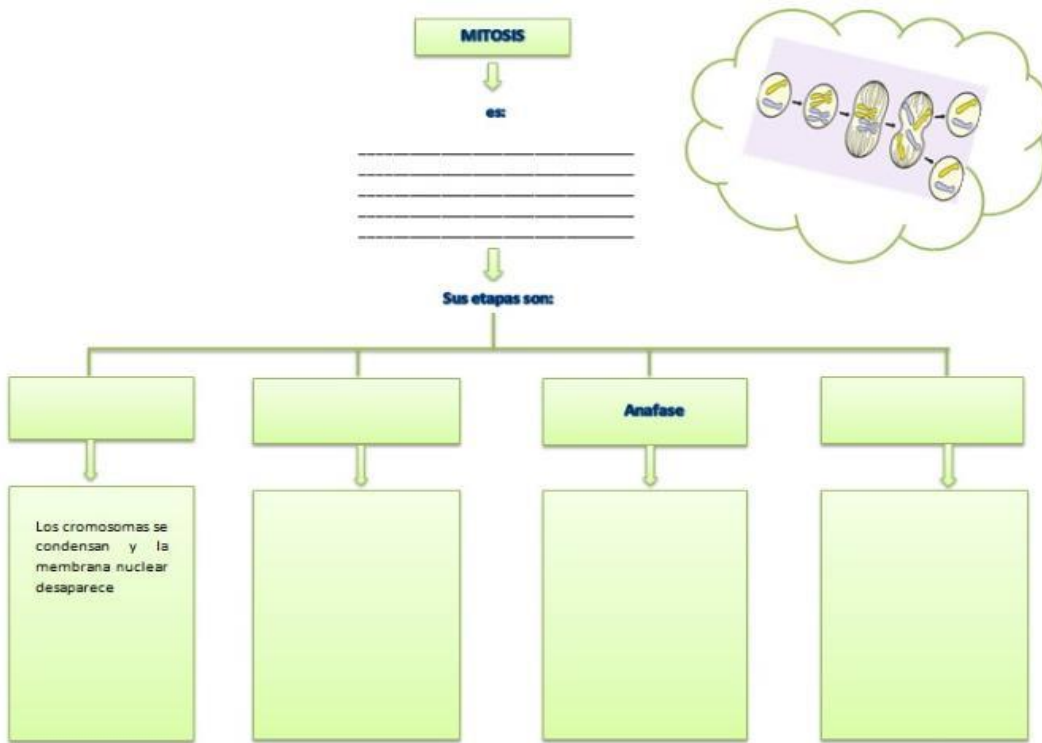 MITOSIS
es:
Sus etapas son:
Anafase
Los cromosomas se
condensan y la
membrana nuclear
desaparece